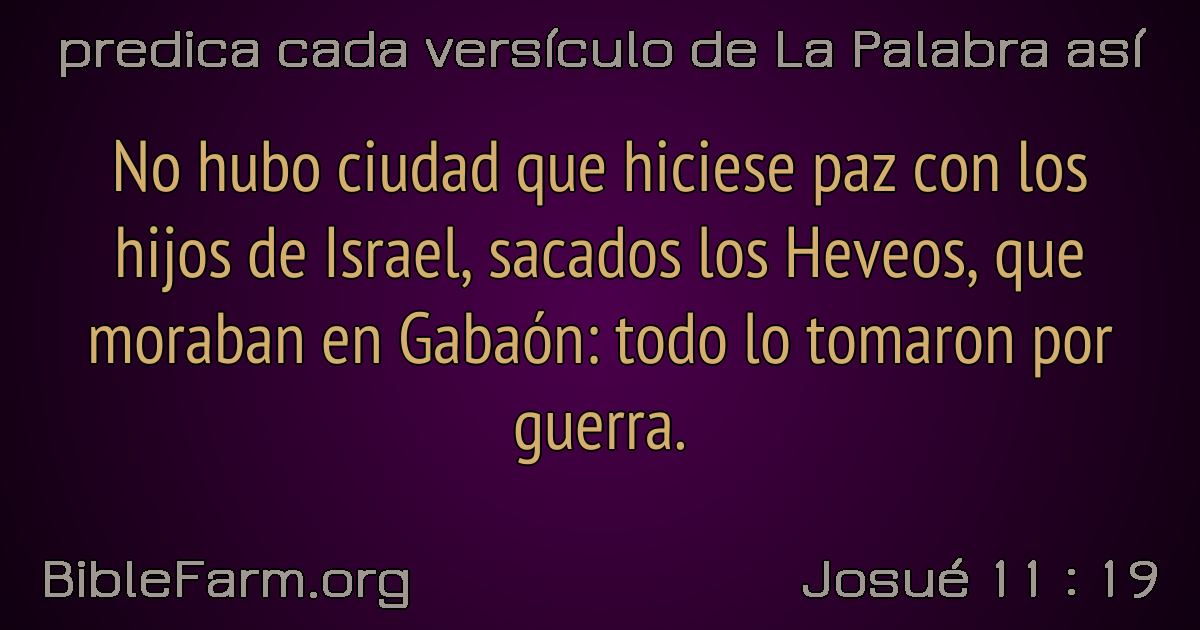 predica cada versículo de La Palabra así
No hubo ciudad que hiciese paz con los
hijos de Israel, sacados los Heveos, que
moraban en Gabaón: todo lo tomaron por
guerra.
BibleFarm.org
Josué 11 : 19